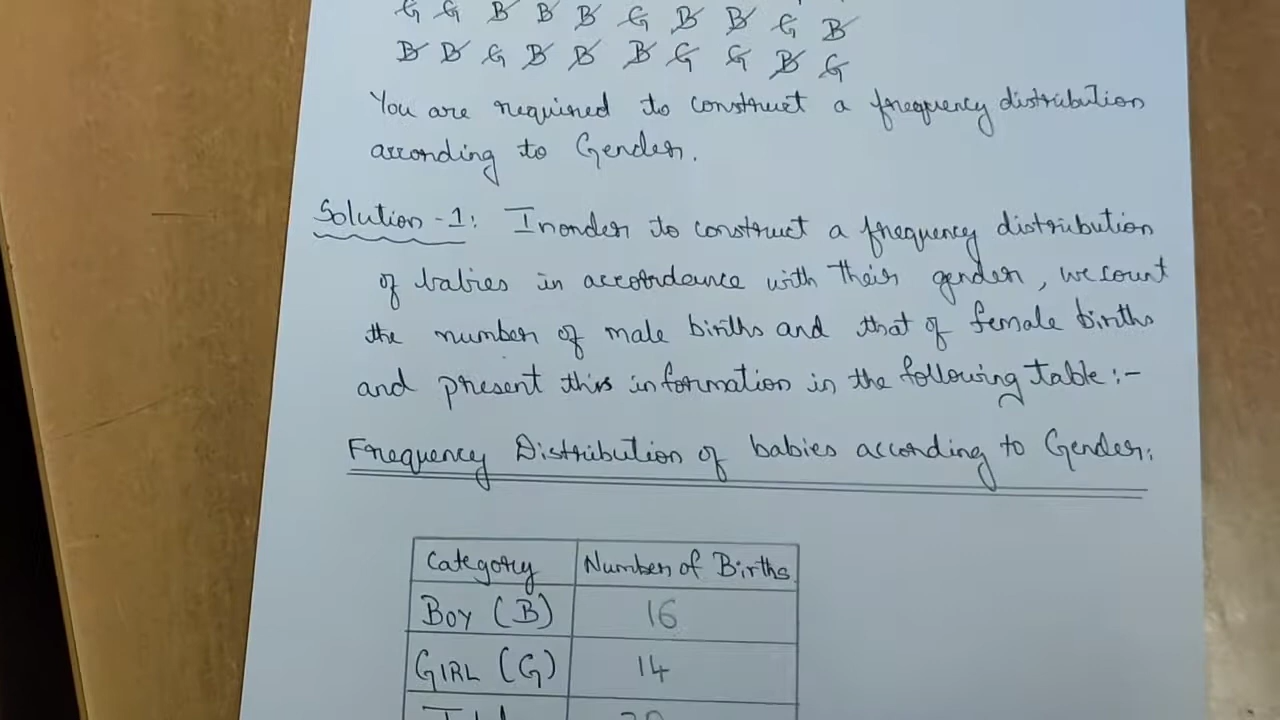 G G B B B G B B G B
B B G B B B G G B G
You are required to construct a frequency distribution
according to Gender.
Solution - 1: Inorder to construct a frequency distribution
of babies in accordance with their gender, we count
the number of male births and that of female births
and present this information in the following table :-
Frequency Distribution of babies according to Gender:
Category Number of Births
BOY (B) 16
GIRL (G) 14